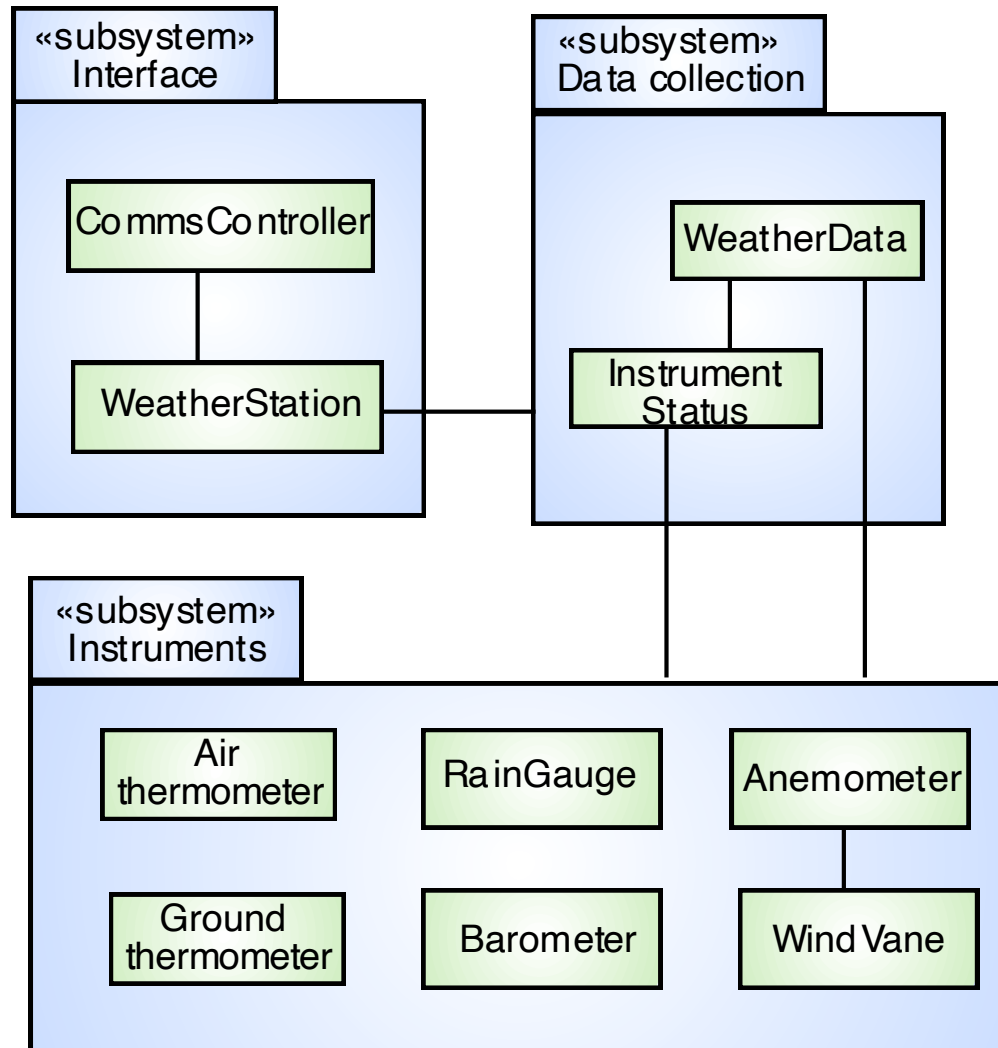 «subsystem»
Interface
CommsController
WeatherStation
«subsystem»
Data collection
WeatherData
Instrument
Status
«subsystem»
Instruments
Air
thermometer
RainGauge
Anemometer
Ground
thermometer
Barometer
WindVane